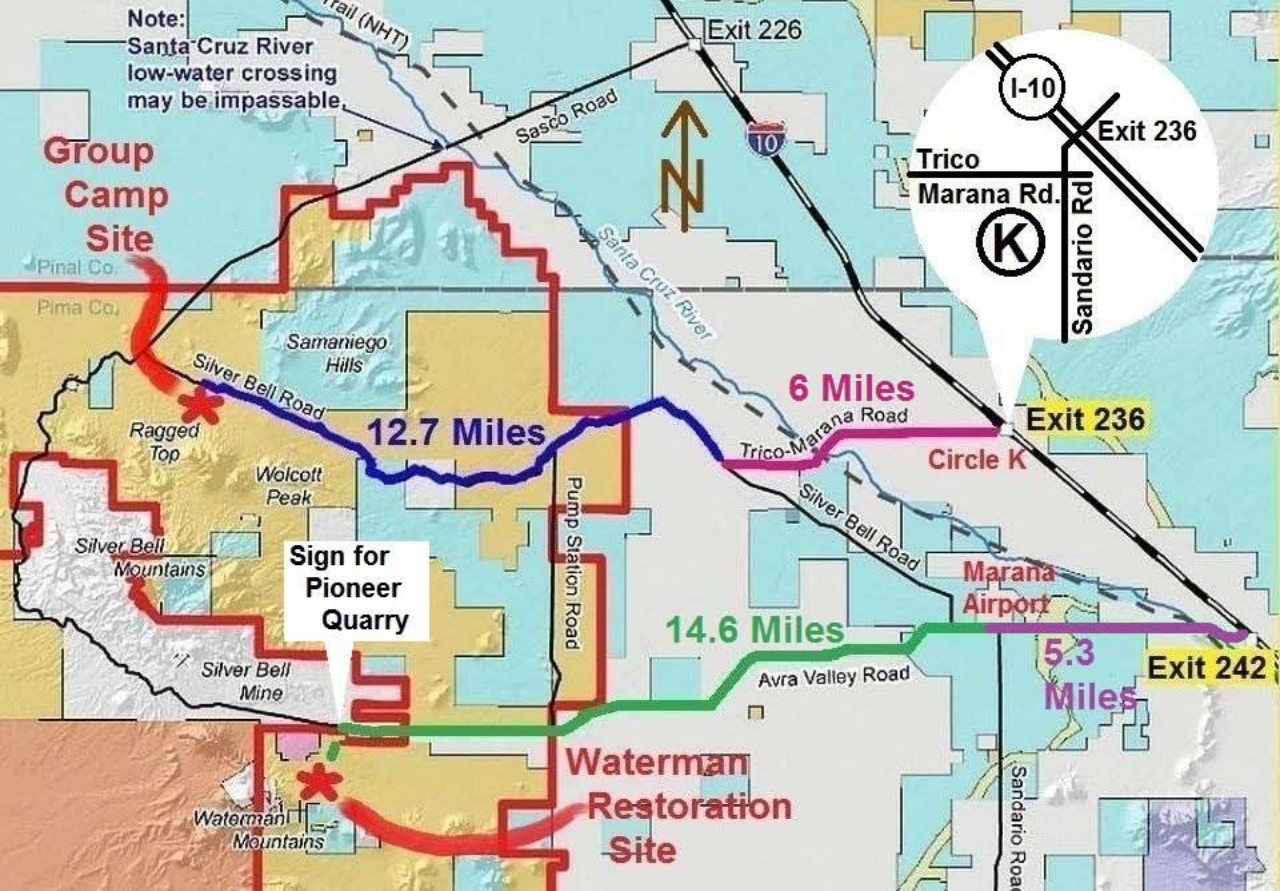 Trail (NHT)
Note:
Santa Cruz River
low-water crossing
may be impassable.
Exit 226
Sasco Road
10
N
I-10
Exit 236
Trico
Marana Rd.
K
Sandario Rd
Group
Camp
Site
Pinal Co.
Pima Co.
Santa Cruz River
Samaniego
Hills
Silver Bell Road
6 Miles
Trico-Marana Road
Exit 236
Circle K
12.7 Miles
Ragged
Top
Wolcott
Peak
Pump Station Road
Silver Bell Road
Silver Bell
Mountains
Sign for
Pioneer
Quarry
Marana
Airport
14.6 Miles
5.3
Miles
Exit 242
Silver Bell
Mine
Avra Valley Road
Waterman
Restoration
Site
Waterman
Mountains
Sandario Road